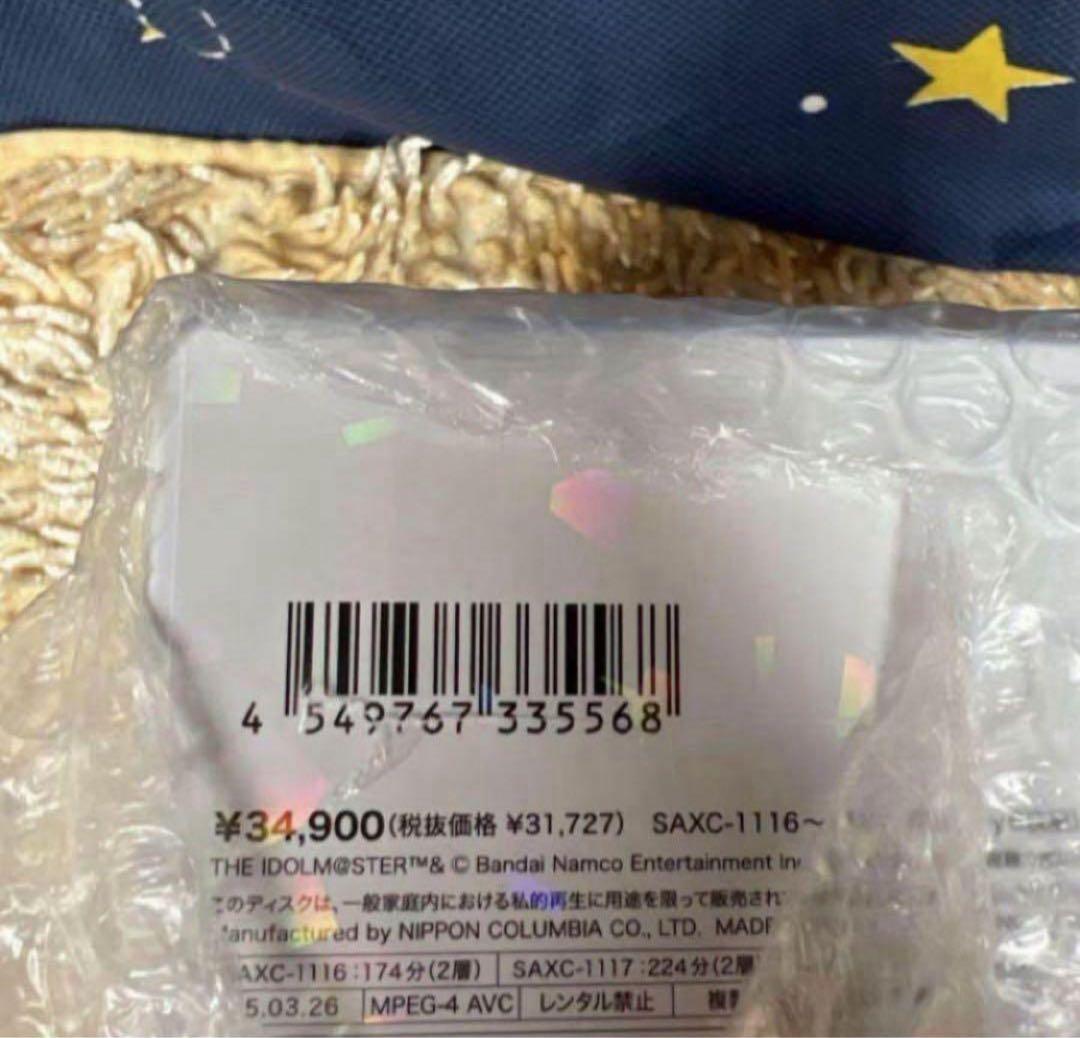 4 549767 335568
¥34,900(税抜価格 ¥31,727) SAXC-1116～
THE IDOLM@STER™& © Bandai Namco Entertainment In
このディスクは、一般家庭内における私的再生に用途を限って販売され
anufactured by NIPPON COLUMBIA CO., LTD. MADE
AXC-1116:174分(2層) SAXC-1117:224分(2層
5.03.26 MPEG-4 AVC レンタル禁止 複製